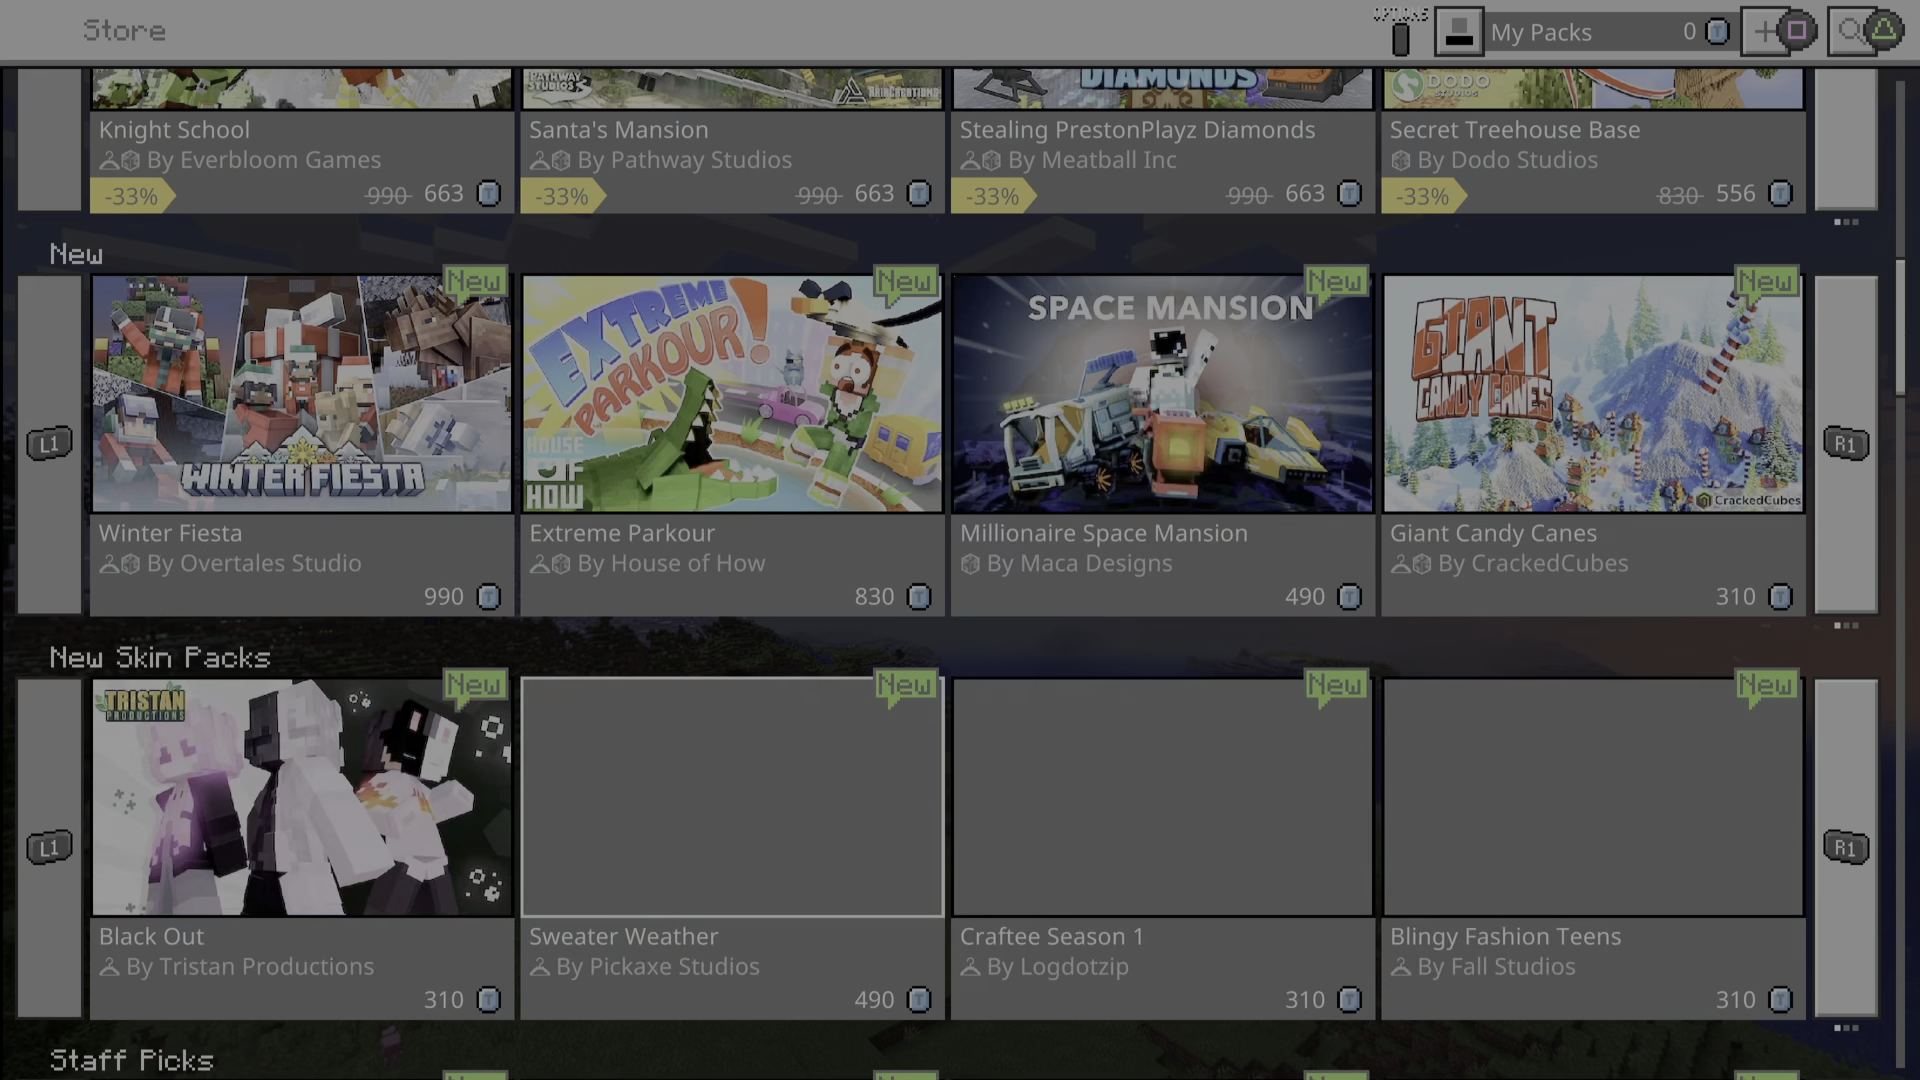 Store
OPTIONS
My Packs
0
PATHWAY STUDIOS
DIAMONDS
DODO STUDIOS
Knight School
By Everbloom Games
-33%
990
663
Santa's Mansion
By Pathway Studios
-33%
990
663
Stealing PrestonPlayz Diamonds
By Meatball Inc
-33%
990
663
Secret Treehouse Base
By Dodo Studios
-33%
830
556
New
L1
New
WINTER FIESTA
Winter Fiesta
By Overtales Studio
990
New
EXTREME
PARKOUR!
HOUSE
OF
HOW
Extreme Parkour
By House of How
830
New
SPACE MANSION
Millionaire Space Mansion
By Maca Designs
490
New
GIANT
CANDY CANES
CrackedCubes
Giant Candy Canes
By CrackedCubes
310
R1
New Skin Packs
L1
New
TRISTAN
PRODUCTIONS
Black Out
By Tristan Productions
310
New
Sweater Weather
By Pickaxe Studios
490
New
Craftee Season 1
By Logdotzip
310
New
Blingy Fashion Teens
By Fall Studios
310
R1
Staff Picks